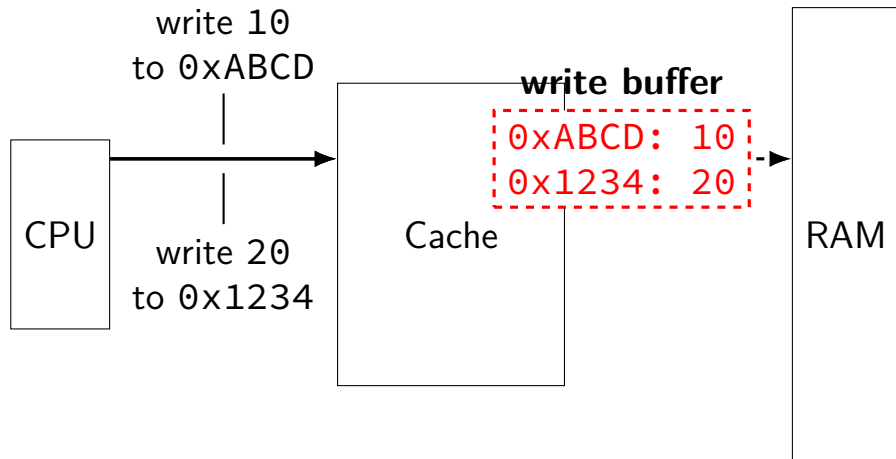 write 10
to 0xABCD
write buffer
0xABCD: 10
0x1234: 20
CPU
Cache
RAM
write 20
to 0x1234